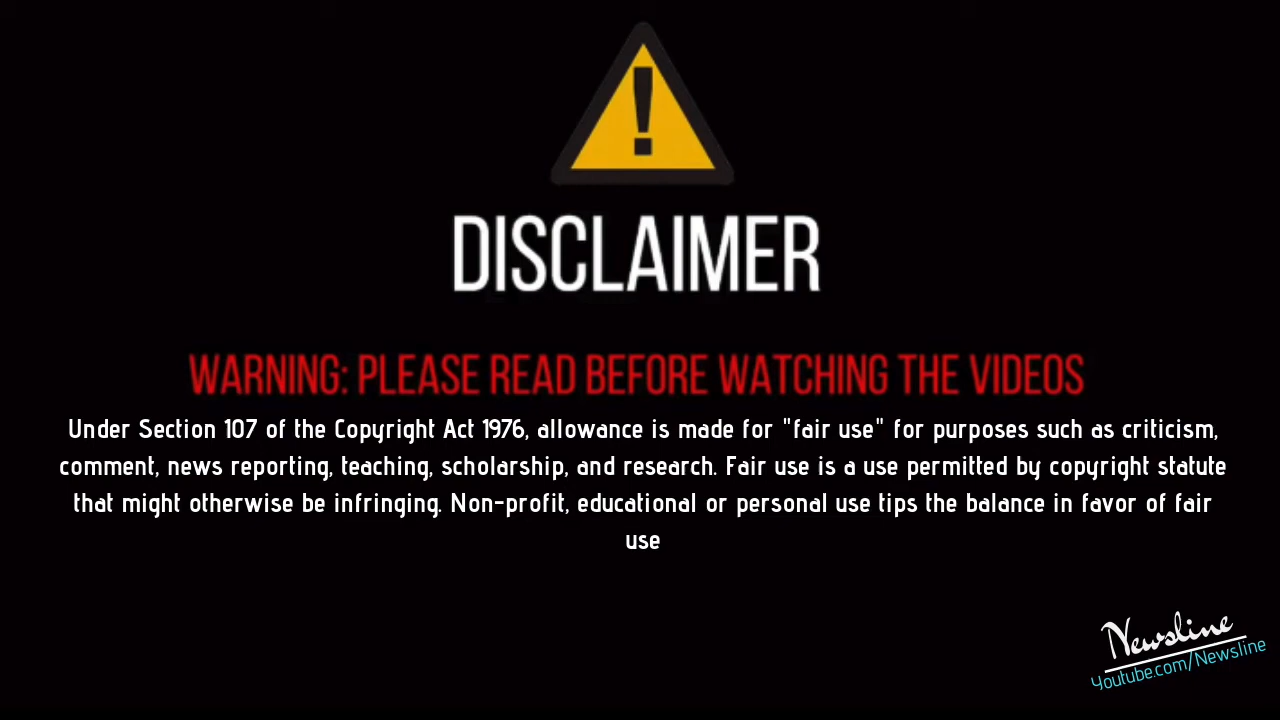 DISCLAIMER
WARNING: PLEASE READ BEFORE WATCHING THE VIDEOS
Under Section 107 of the Copyright Act 1976, allowance is made for "fair use" for purposes such as criticism,
comment, news reporting, teaching, scholarship, and research. Fair use is a use permitted by copyright statute
that might otherwise be infringing. Non-profit, educational or personal use tips the balance in favor of fair
use
Newsline
Youtube.com/Newsline